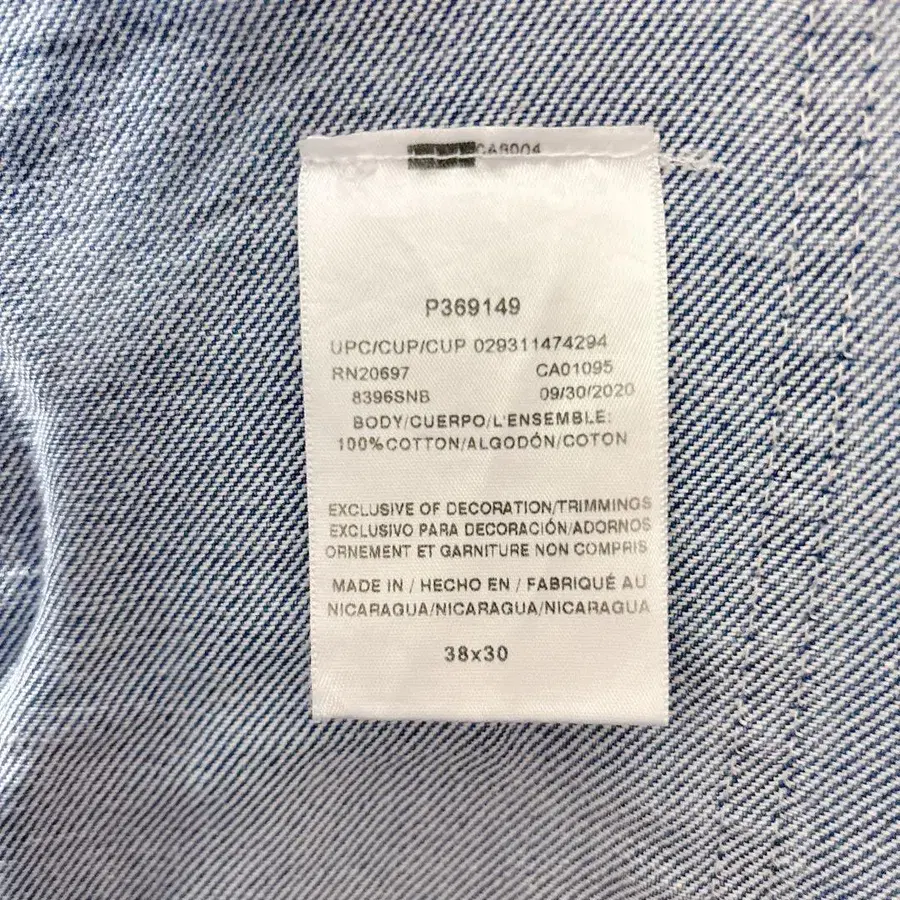 P369149
UPC/CUP/CUP 029311474294
RN20697 CA01095
8396SNB 09/30/2020
BODY/CUERPO/L'ENSEMBLE:
100%COTTON/ALGODÓN/COTON
EXCLUSIVE OF DECORATION/TRIMMINGS
EXCLUSIVO PARA DECORACIÓN/ADORNOS
ORNEMENT ET GARNITURE NON COMPRIS
MADE IN / HECHO EN / FABRIQUÉ AU
NICARAGUA/NICARAGUA/NICARAGUA
38x30